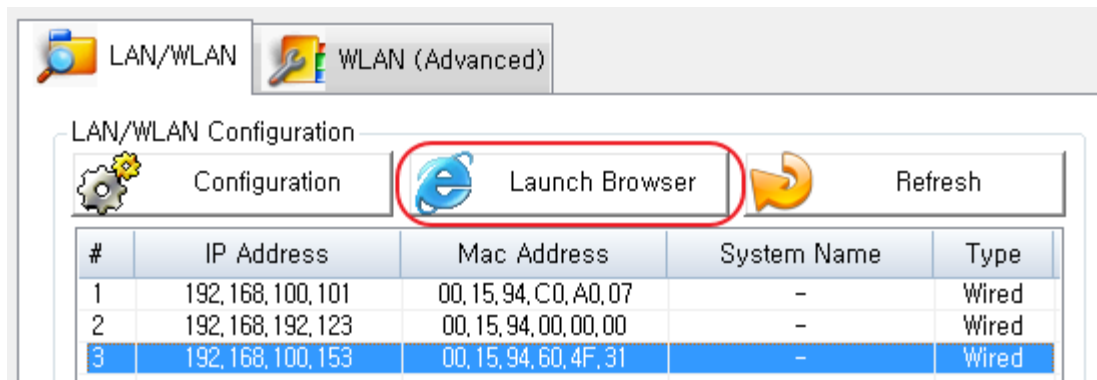 LAN/WLAN WLAN (Advanced)
LAN/WLAN Configuration
Configuration Launch Browser Refresh
# IP Address Mac Address System Name Type
1 192,168,100,101 00,15,94,C0,A0,07 - Wired
2 192,168,192,123 00,15,94,00,00,00 - Wired
3 192,168,100,153 00,15,94,60,4F,31 - Wired